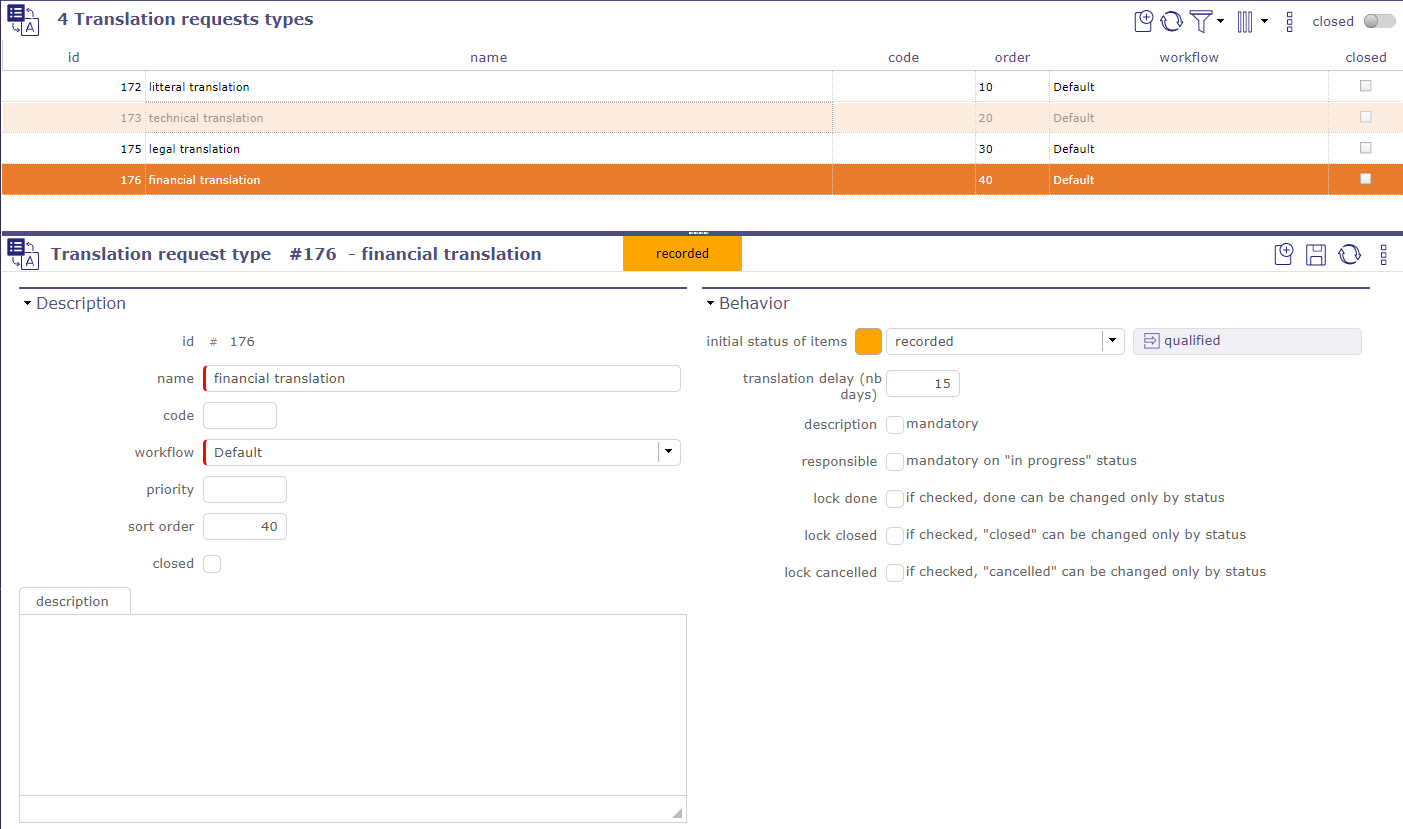 4 Translation requests types
closed
id name code order workflow closed
172 litteral translation 10 Default
173 technical translation 20 Default
175 legal translation 30 Default
176 financial translation 40 Default
Translation request type #176 - financial translation
recorded
Description
id # 176
name financial translation
code
workflow Default
priority
sort order 40
closed
description
Behavior
initial status of items recorded qualified
translation delay (nb
days) 15
description mandatory
responsible mandatory on "in progress" status
lock done if checked, done can be changed only by status
lock closed if checked, "closed" can be changed only by status
lock cancelled if checked, "cancelled" can be changed only by status